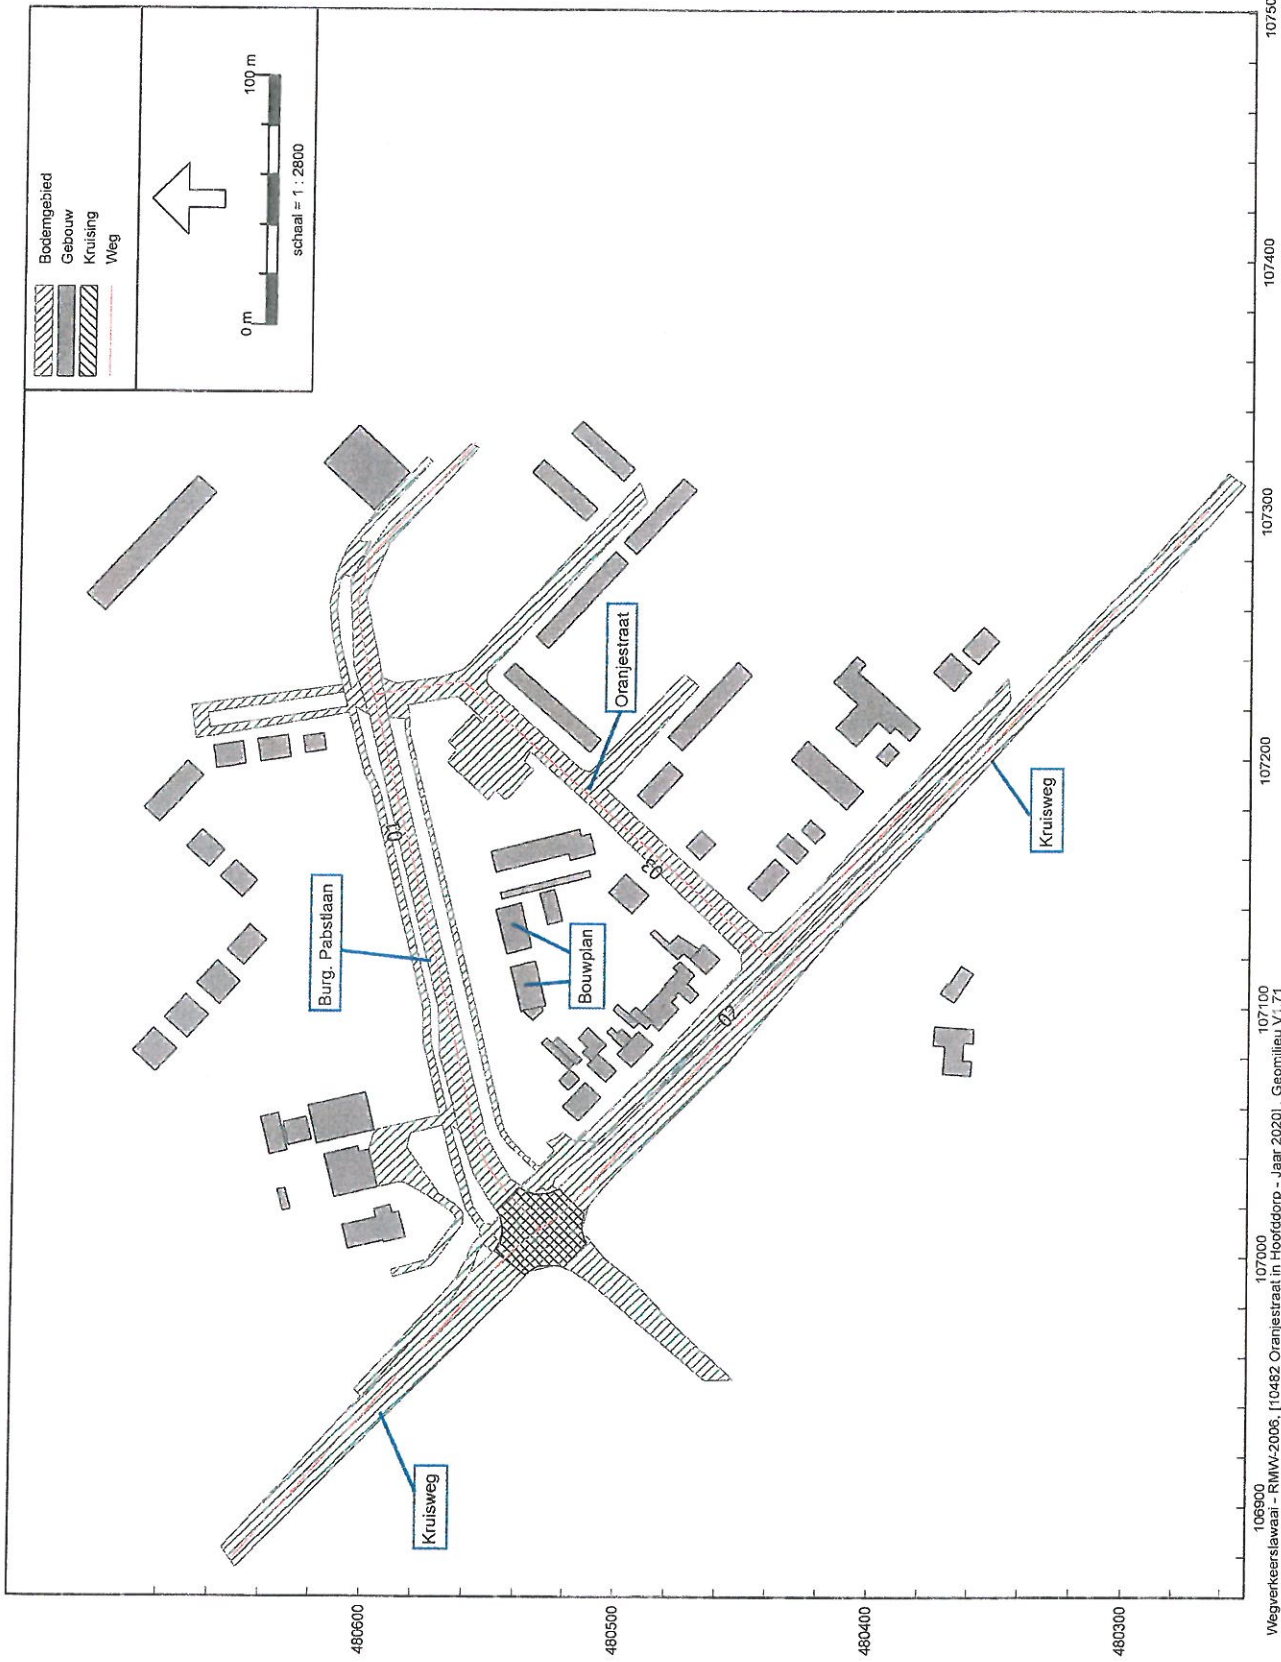 Bodemgebied
Gebouw
Kruising
Weg
0 m
100 m
schaal = 1 : 2800
Burg. Pabstlaan
01
Oranjestraat
03
Bouwplan
02
Kruisweg
Kruisweg
480600
480500
480400
480300
106900
107000
107100
107200
107300
107400
Wegverkeerslawaai - RMW-2006, [10482 Oranjestraat in Hoofddorp - Jaar 2020] , Geomilieu V1.71